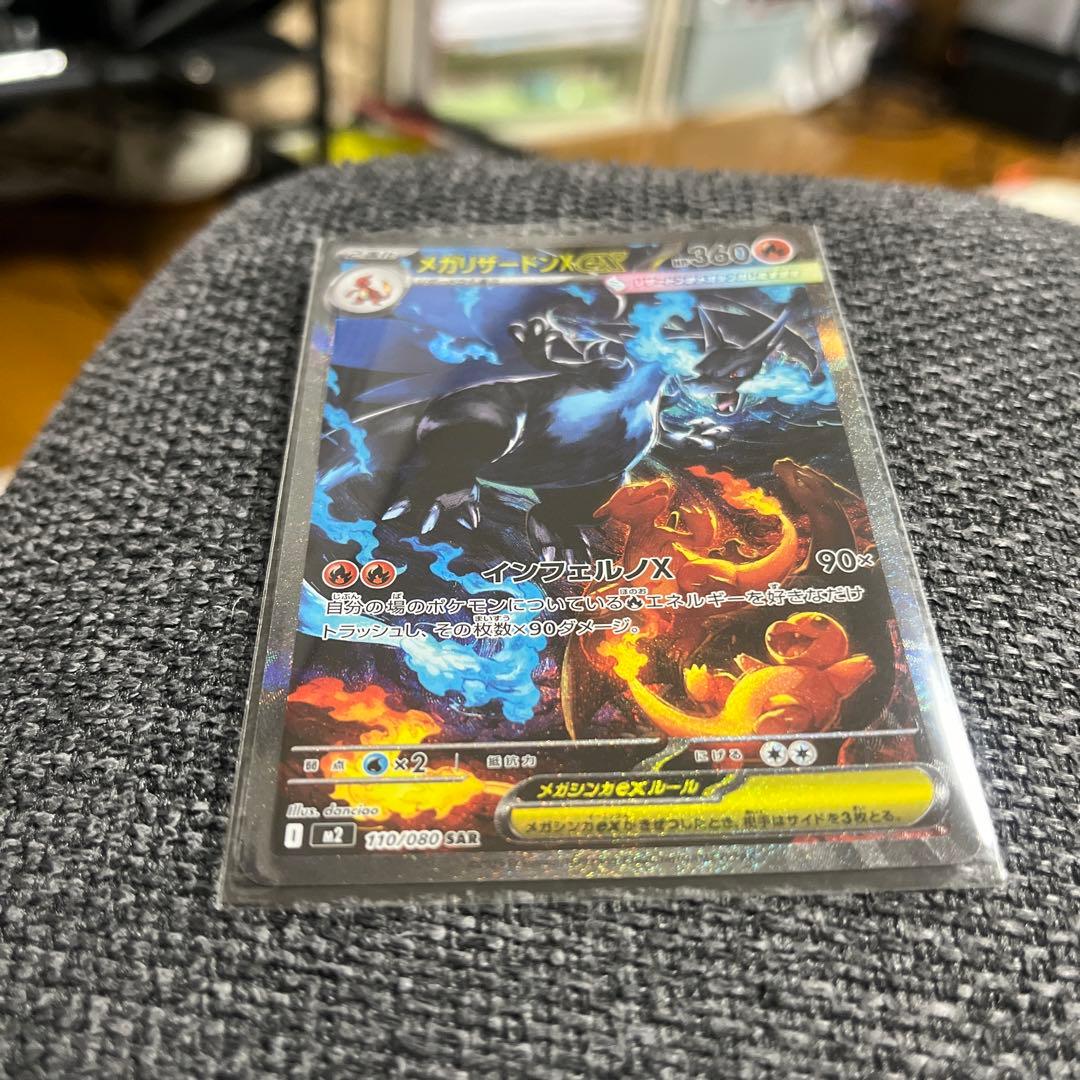 メガリザードンXex HP360
インフェルノX 90×
自分の場のポケモンについているエネルギーを好きなだけ
トラッシュし、その枚数×90ダメージ。
弱点 ×2 抵抗力 にげる
メガシンカexルール
メガシンカexがきぜつしたとき、相手はサイドを3枚とる。
Illus. danciao
I M2 110/080 SAR